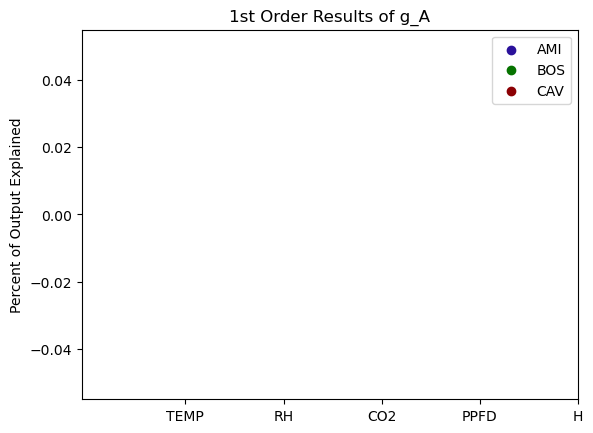 1st Order Results of g_A
AMI
BOS
CAV
Percent of Output Explained
0.04
0.02
0.00
−0.02
−0.04
TEMP RH CO2 PPFD H